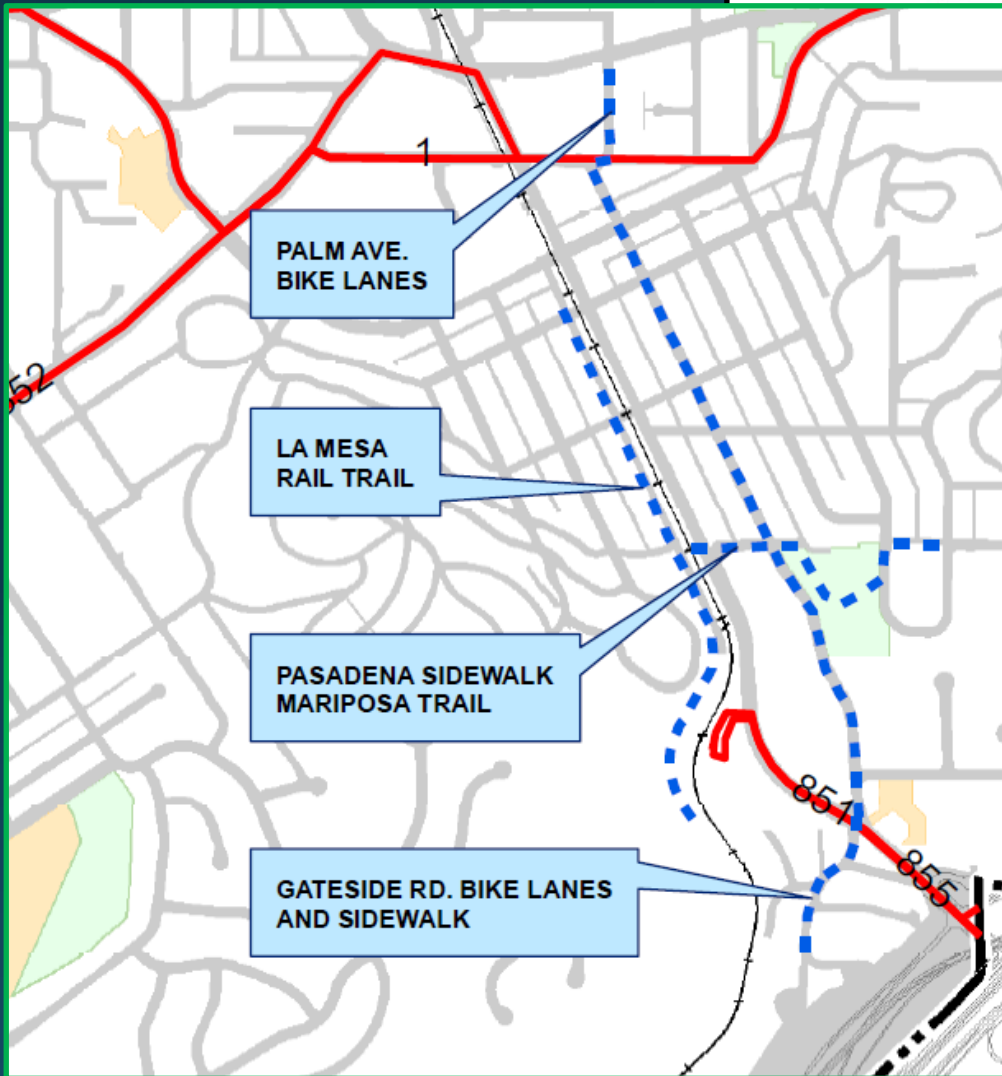 1
PALM AVE.
BIKE LANES
52
LA MESA
RAIL TRAIL
PASADENA SIDEWALK
MARIPOSA TRAIL
851
855
GATESIDE RD. BIKE LANES
AND SIDEWALK